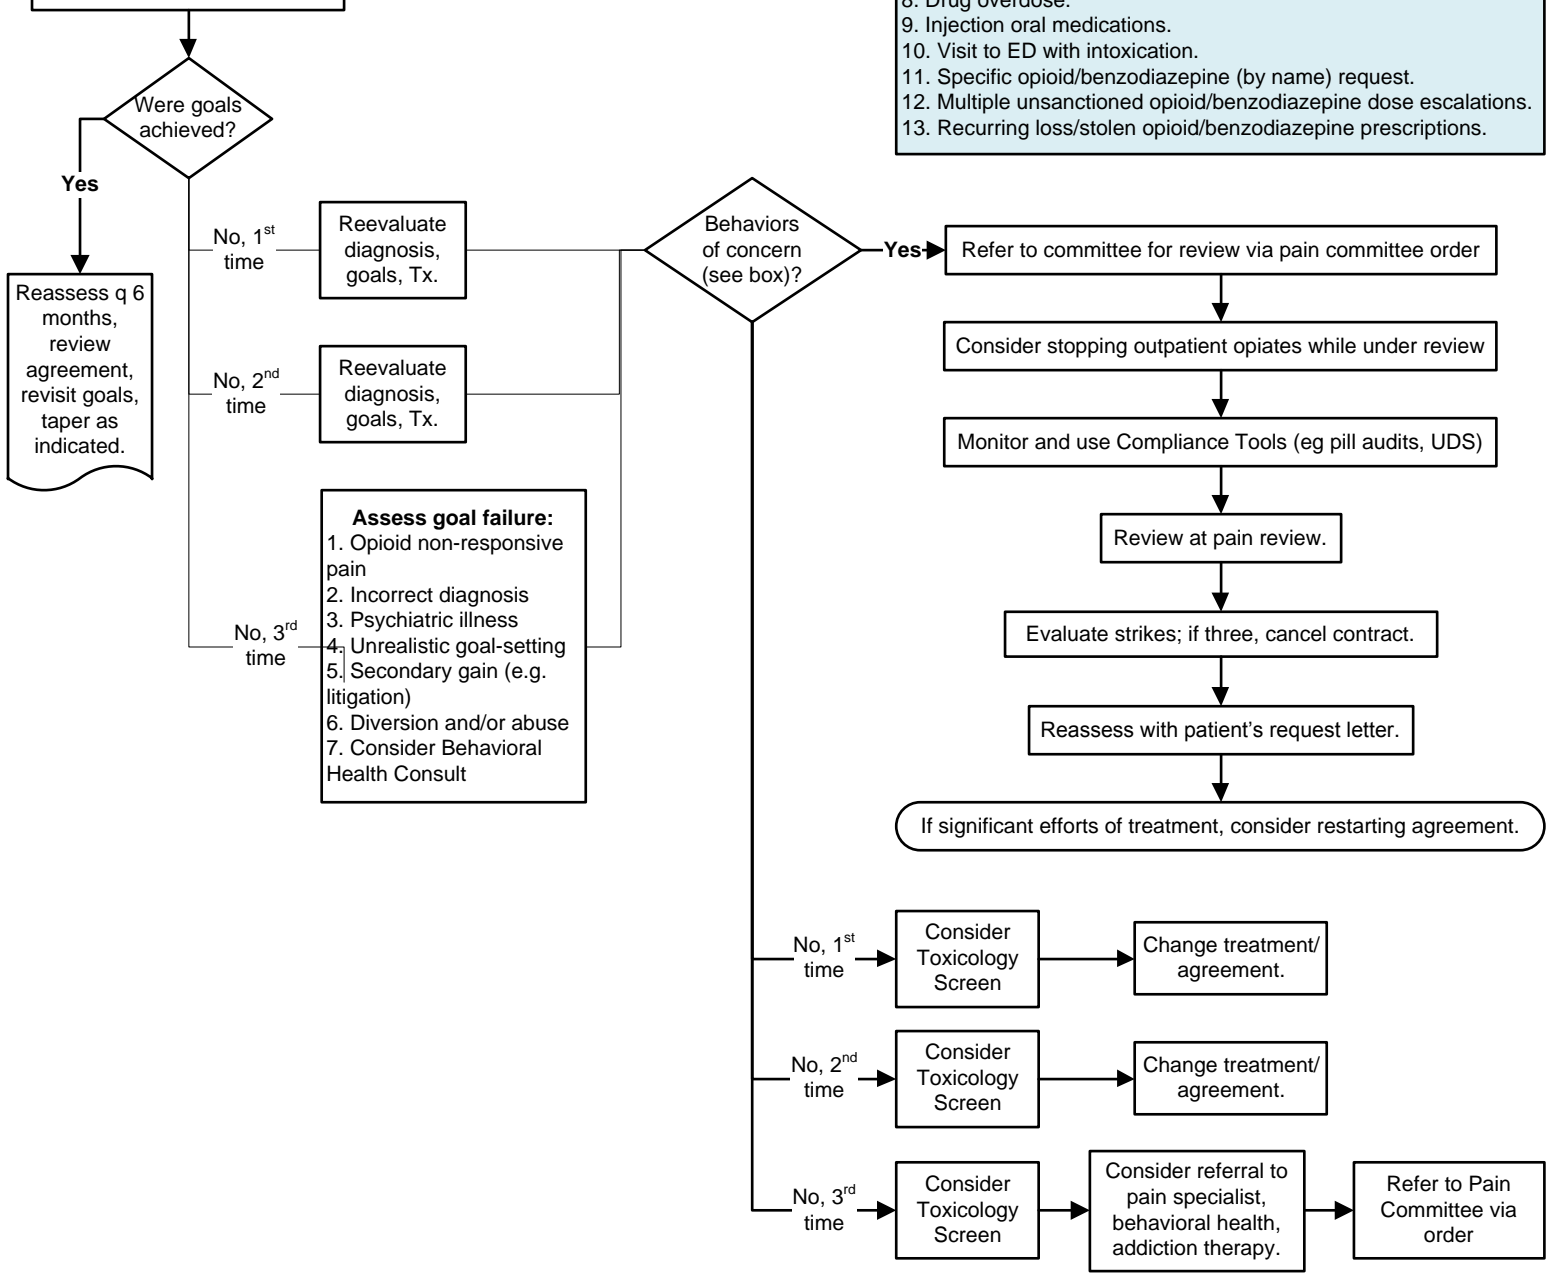 8. Drug overdose.
9. Injection oral medications.
10. Visit to ED with intoxication.
11. Specific opioid/benzodiazepine (by name) request.
12. Multiple unsanctioned opioid/benzodiazepine dose escalations.
13. Recurring loss/stolen opioid/benzodiazepine prescriptions.
Were goals
achieved?
Yes
Reassess q 6
months,
review
agreement,
revisit goals,
taper as
indicated.
No, 1st
time
Reevaluate
diagnosis,
goals, Tx.
No, 2nd
time
Reevaluate
diagnosis,
goals, Tx.
No, 3rd
time
Assess goal failure:
1. Opioid non-responsive
pain
2. Incorrect diagnosis
3. Psychiatric illness
4. Unrealistic goal-setting
5. Secondary gain (e.g.
litigation)
6. Diversion and/or abuse
7. Consider Behavioral
Health Consult
Behaviors
of concern
(see box)?
Yes
Refer to committee for review via pain committee order
Consider stopping outpatient opiates while under review
Monitor and use Compliance Tools (eg pill audits, UDS)
Review at pain review.
Evaluate strikes; if three, cancel contract.
Reassess with patient’s request letter.
If significant efforts of treatment, consider restarting agreement.
No, 1st
time
Consider
Toxicology
Screen
Change treatment/
agreement.
No, 2nd
time
Consider
Toxicology
Screen
Change treatment/
agreement.
No, 3rd
time
Consider
Toxicology
Screen
Consider referral to
pain specialist,
behavioral health,
addiction therapy.
Refer to Pain
Committee via
order